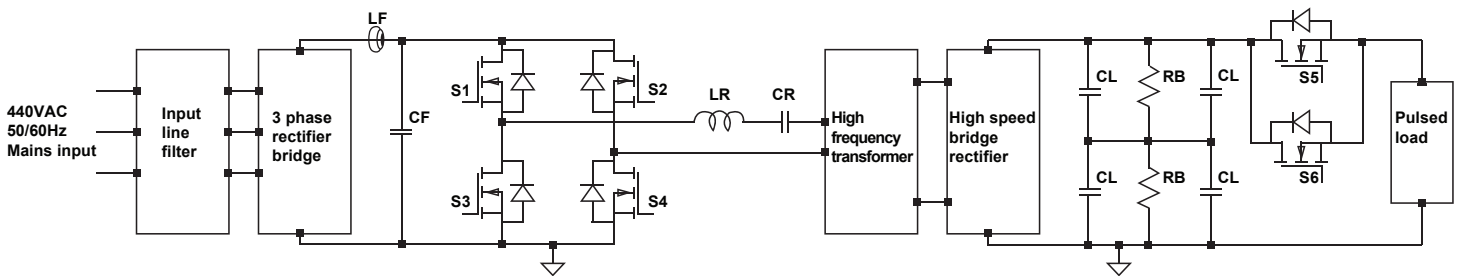 440VAC
50/60Hz
Mains input
Input
line
filter
3 phase
rectifier
bridge
LF
CF
S1
S2
S3
S4
LR
CR
High
frequency
transformer
High speed
bridge
rectifier
CL
RB
CL
CL
RB
CL
S5
S6
Pulsed
load